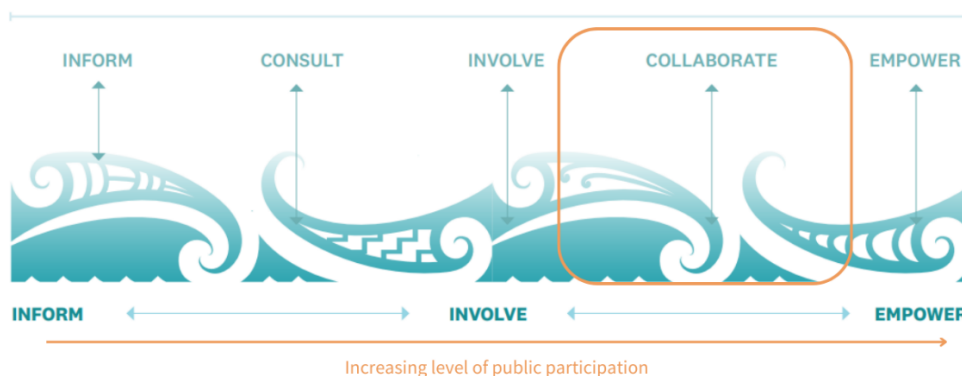 INFORM CONSULT INVOLVE COLLABORATE EMPOWER
INFORM INVOLVE EMPOWER
Increasing level of public participation